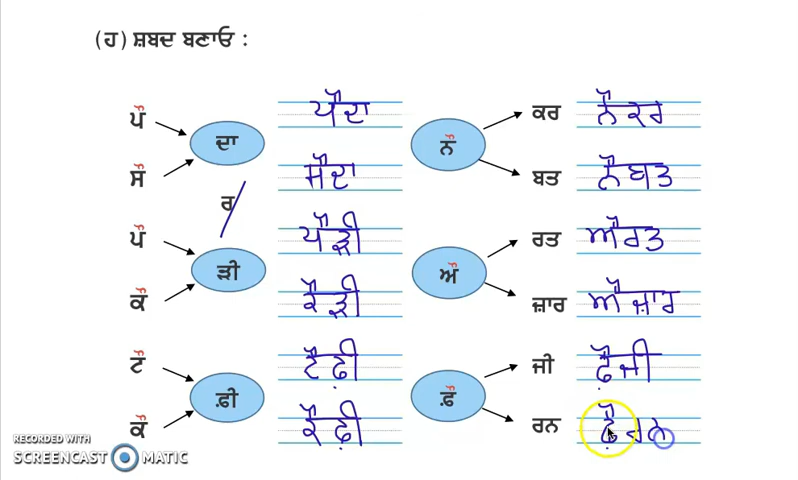 (ਹ) ਸ਼ਬਦ ਬਣਾਓ :
ਪੌ ਦਾ ਪੌਦਾ
ਸੌ ਸੌਦਾ
ਰ
ਪੌ ੜੀ ਪੌੜੀ
ਕੌ ਕੌੜੀ
ਟੌ ਫ਼ੀ ਟੌਫ਼ੀ
ਕੌ ਕੌਫ਼ੀ
ਨੌ ਕਰ ਨੌਕਰ
ਬਤ ਨੌਬਤ
ਔ ਰਤ ਔਰਤ
ਜ਼ਾਰ ਔਜ਼ਾਰ
ਫ਼ੌ ਜੀ ਫ਼ੌਜੀ
ਰਨ ਫ਼ੌਰਨ
RECORDED WITH
SCREENCAST MATIC